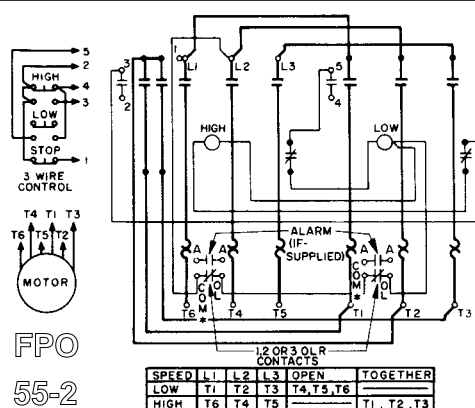 5
2
HIGH
4
3
LOW
STOP
1
3 WIRE
CONTROL
T4 T1 T3
T6 T5 T2
MOTOR
FPO
55-2
3
2
1
L1
L2
L3
5
4
HIGH
LOW
A A
ALARM
(IF-
SUPPLIED)
A A
COM*
OL
COM*
OL
T6
T4
T5
T1
T2
T3
1,2 OR 3 OLR
CONTACTS
SPEED L1 L2 L3 OPEN TOGETHER
LOW T1 T2 T3 T4,T5,T6
HIGH T6 T4 T5 T1, T2, T3